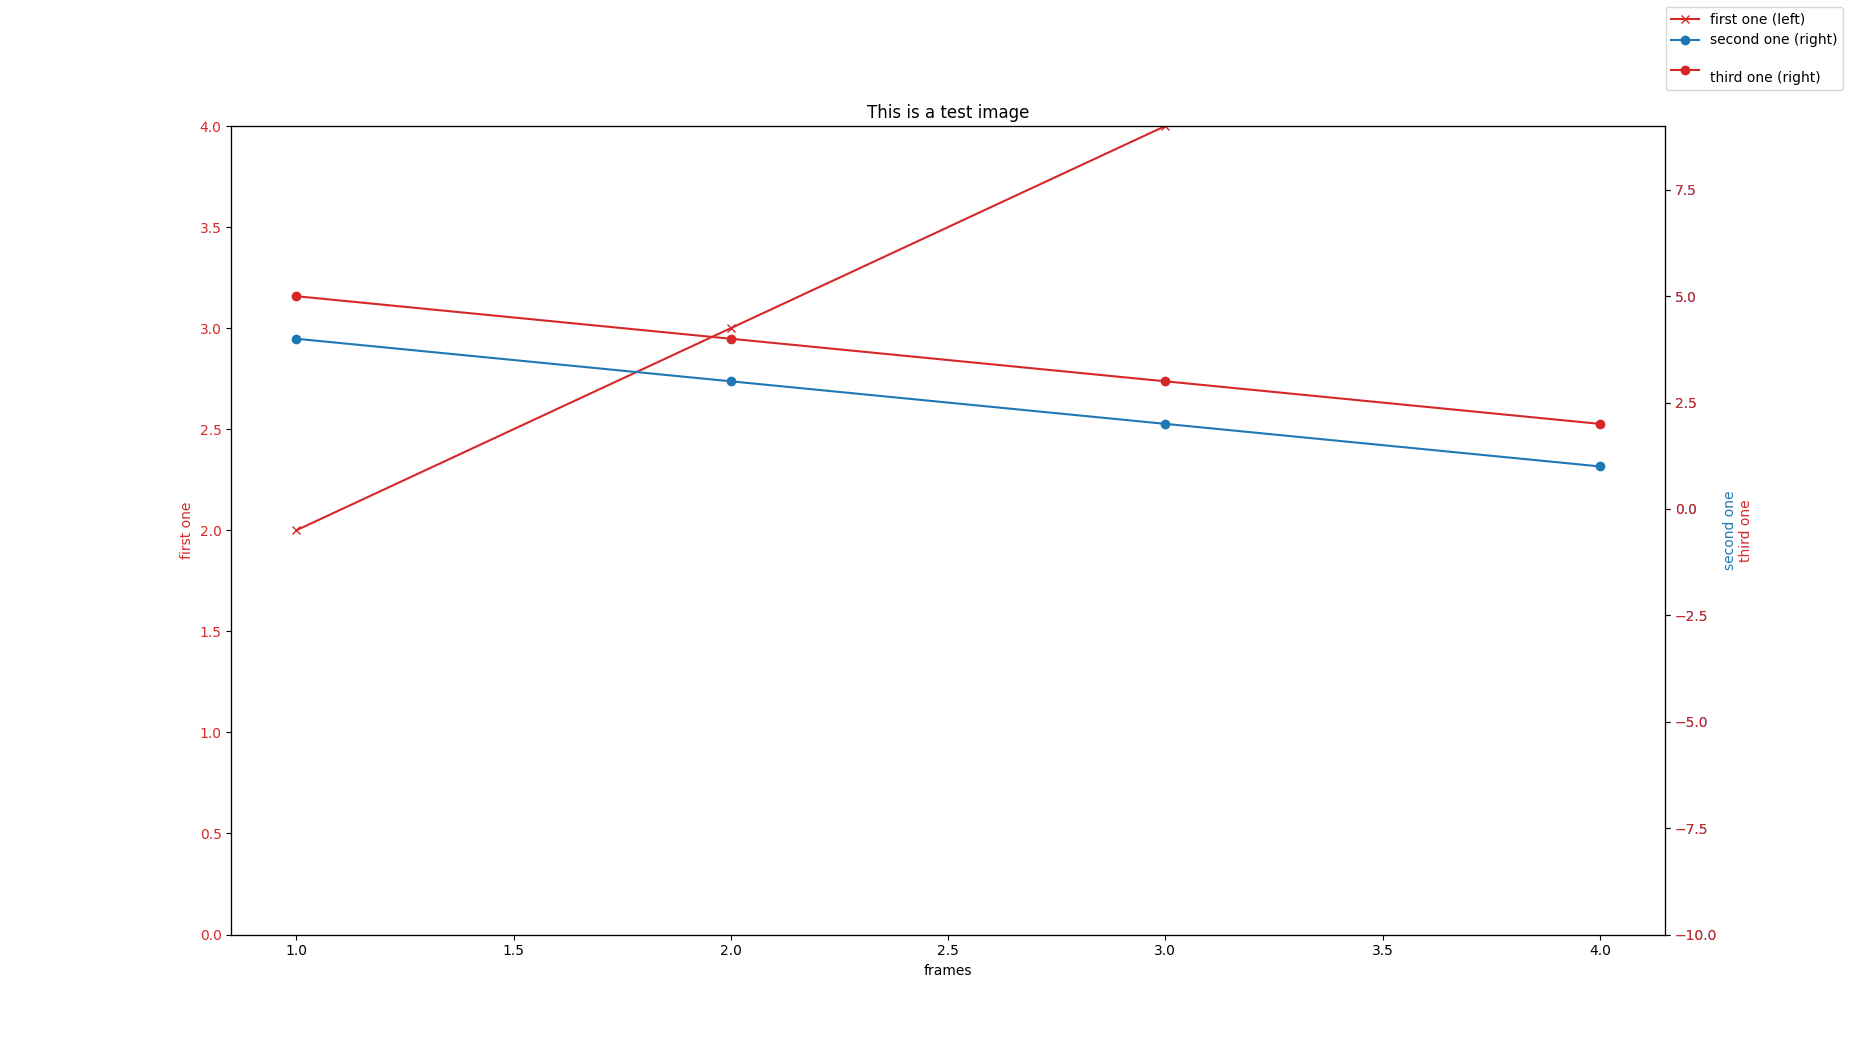 first one (left)
second one (right)
third one (right)
This is a test image
4.0
3.5
3.0
2.5
2.0
1.5
1.0
0.5
0.0
first one
7.5
5.0
2.5
0.0
−2.5
−5.0
−7.5
−10.0
second one
third one
1.0 1.5 2.0 2.5 3.0 3.5 4.0
frames